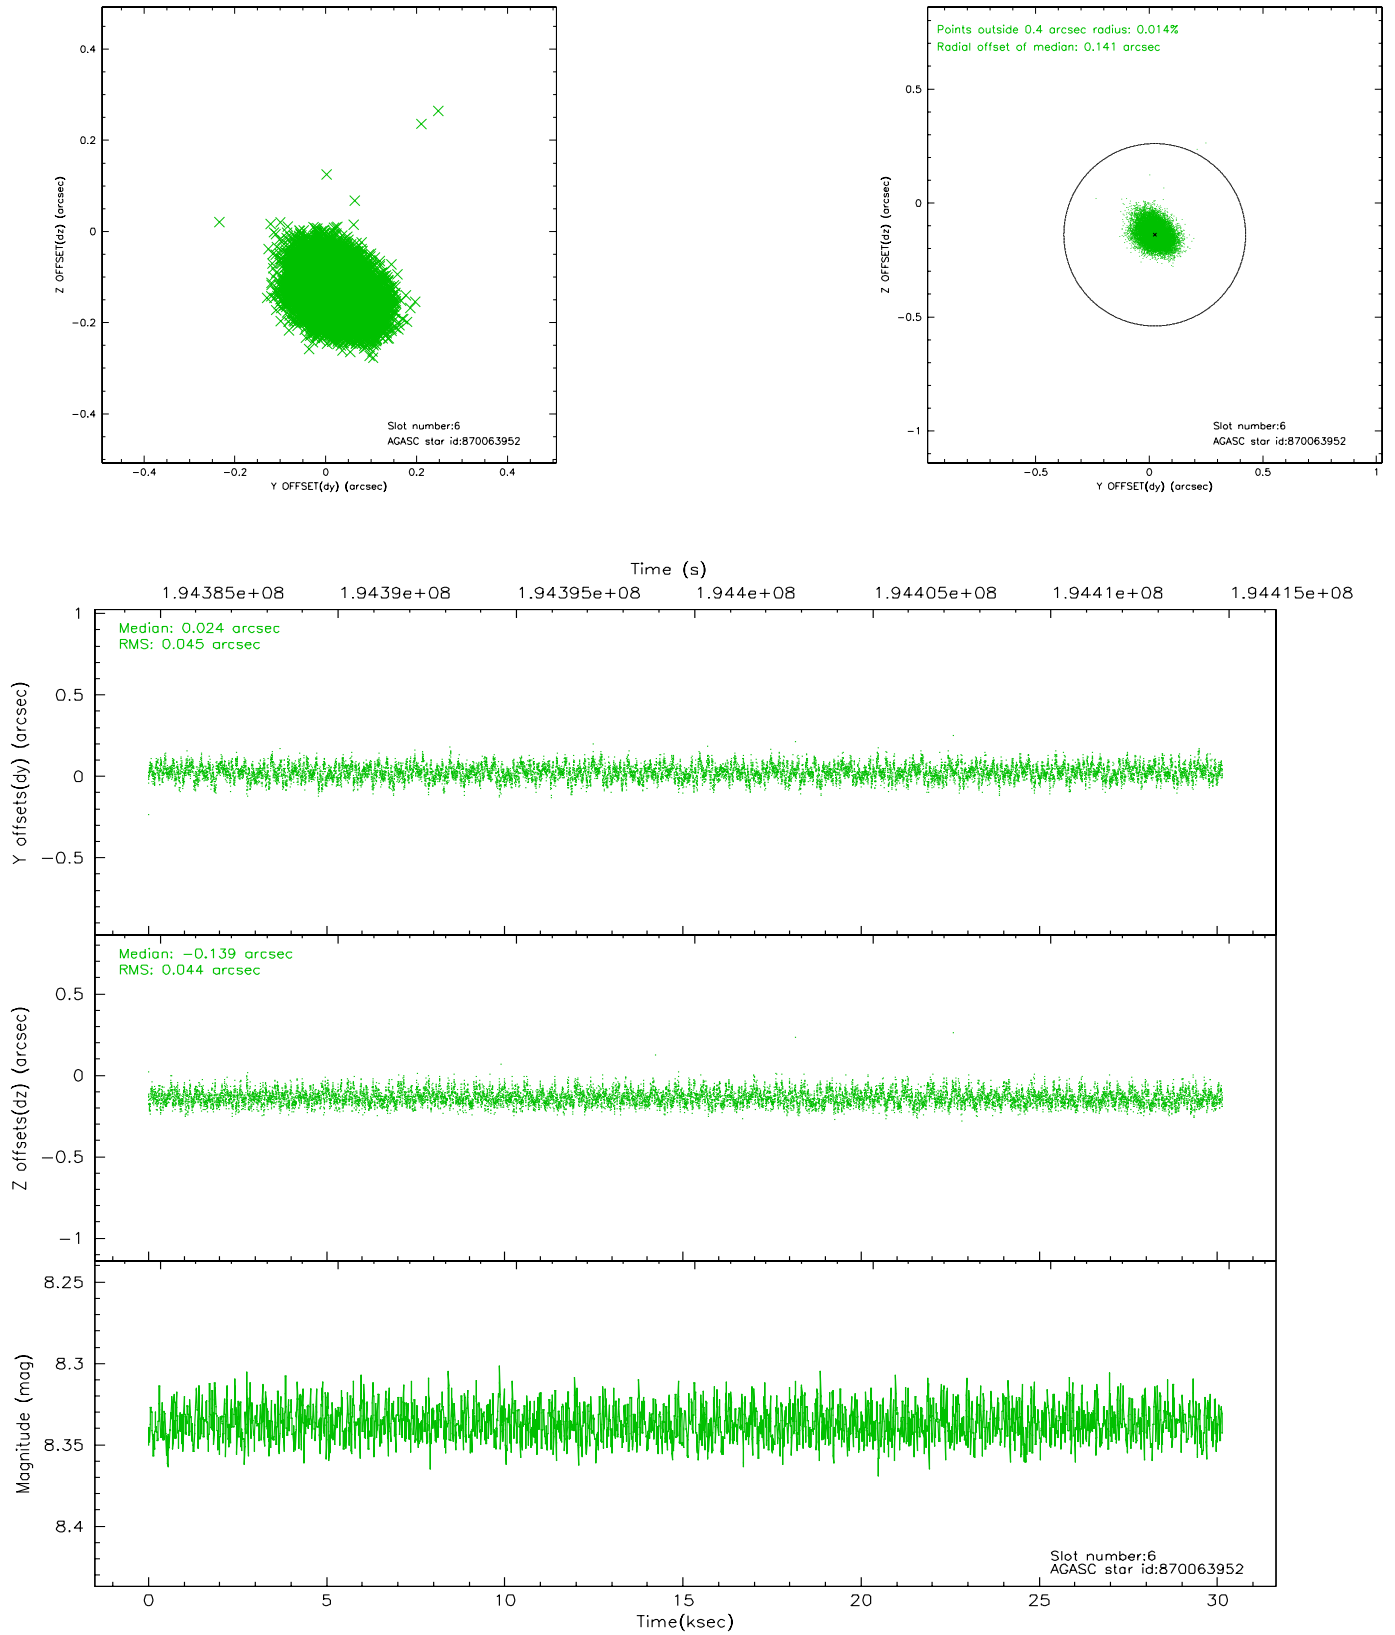 0.4
0.2
0
−0.2
−0.4
Z OFFSET(dz) (arcsec)
Slot number:6
AGASC star id:870063952
−0.4 −0.2 0 0.2 0.4
Y OFFSET(dy) (arcsec)
Points outside 0.4 arcsec radius: 0.014%
Radial offset of median: 0.141 arcsec
0.5
0
−0.5
−1
Z OFFSET(dz) (arcsec)
Slot number:6
AGASC star id:870063952
−0.5 0 0.5 1
Y OFFSET(dy) (arcsec)
Time (s)
1.94385e+08 1.9439e+08 1.94395e+08 1.944e+08 1.94405e+08 1.9441e+08 1.94415e+08
Median: 0.024 arcsec
RMS: 0.045 arcsec
1
0.5
0
−0.5
Y offsets(dy) (arcsec)
Median: −0.139 arcsec
RMS: 0.044 arcsec
0.5
0
−0.5
−1
Z offsets(dz) (arcsec)
8.25
8.3
8.35
8.4
Magnitude (mag)
Slot number:6
AGASC star id:870063952
0 5 10 15 20 25 30
Time(ksec)